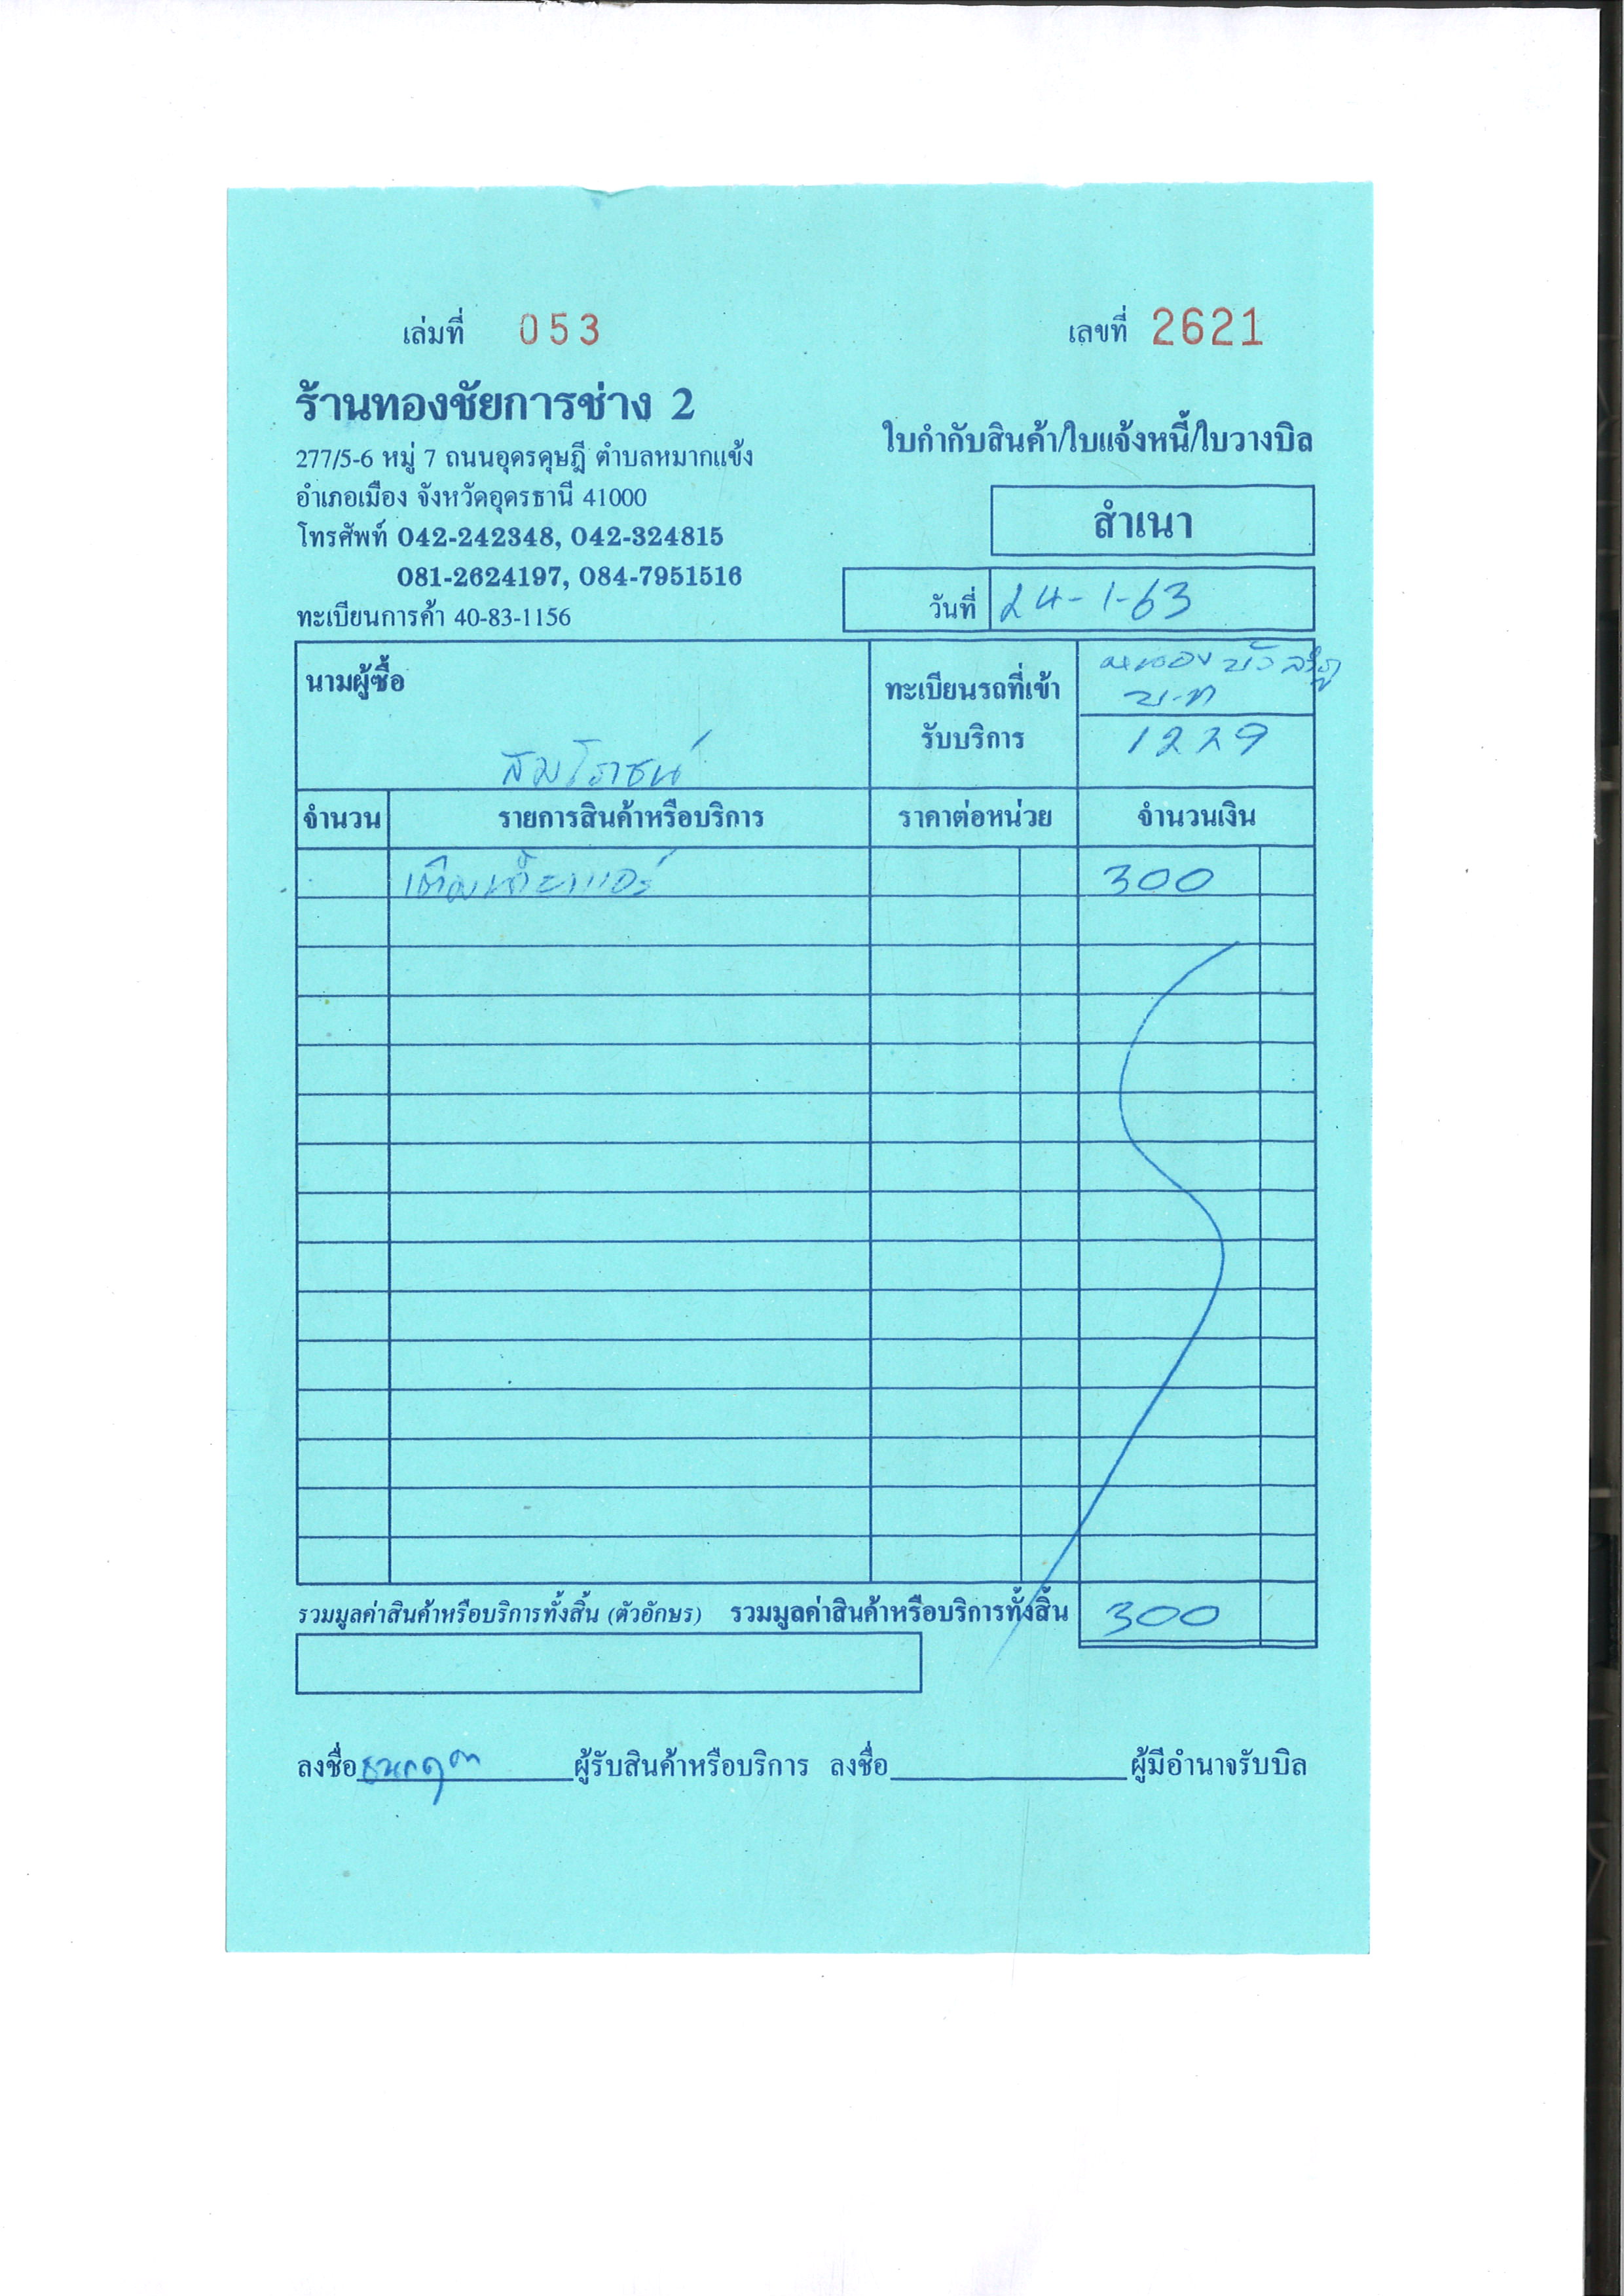 เล่มที่ 053
เลขที่ 2621
ร้านทองชัยการช่าง 2
277/5-6 หมู่ 7 ถนนอุดรดุษฎี ตำบลหมากแข้ง
อำเภอเมือง จังหวัดอุดรธานี 41000
โทรศัพท์ 042-242348, 042-324815
081-2624197, 084-7951516
ทะเบียนการค้า 40-83-1156
ใบกำกับสินค้า/ใบแจ้งหนี้/ใบวางบิล
สำเนา
วันที่ 24-1-63
นามผู้ซื้อ
สัมโรชน์
ทะเบียนรถที่เข้า
รับบริการ
หนองบัว
1229
จำนวน รายการสินค้าหรือบริการ ราคาต่อหน่วย จำนวนเงิน
300
รวมมูลค่าสินค้าหรือบริการทั้งสิ้น (ตัวอักษร) รวมมูลค่าสินค้าหรือบริการทั้งสิ้น 300
ลงชื่อ ผู้รับสินค้าหรือบริการ ลงชื่อ ผู้มีอำนาจรับบิล